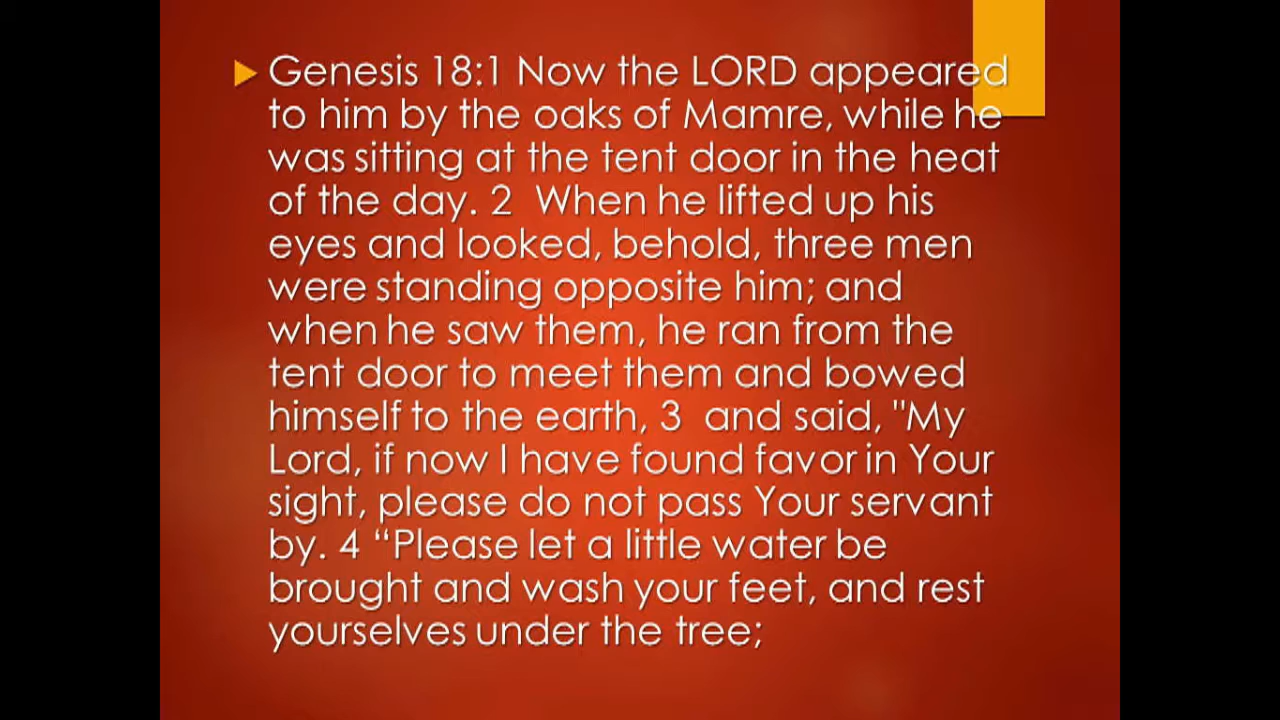 Genesis 18:1 Now the LORD appeared
to him by the oaks of Mamre, while he
was sitting at the tent door in the heat
of the day. 2  When he lifted up his
eyes and looked, behold, three men
were standing opposite him; and
when he saw them, he ran from the
tent door to meet them and bowed
himself to the earth, 3  and said, "My
Lord, if now I have found favor in Your
sight, please do not pass Your servant
by. 4 “Please let a little water be
brought and wash your feet, and rest
yourselves under the tree;